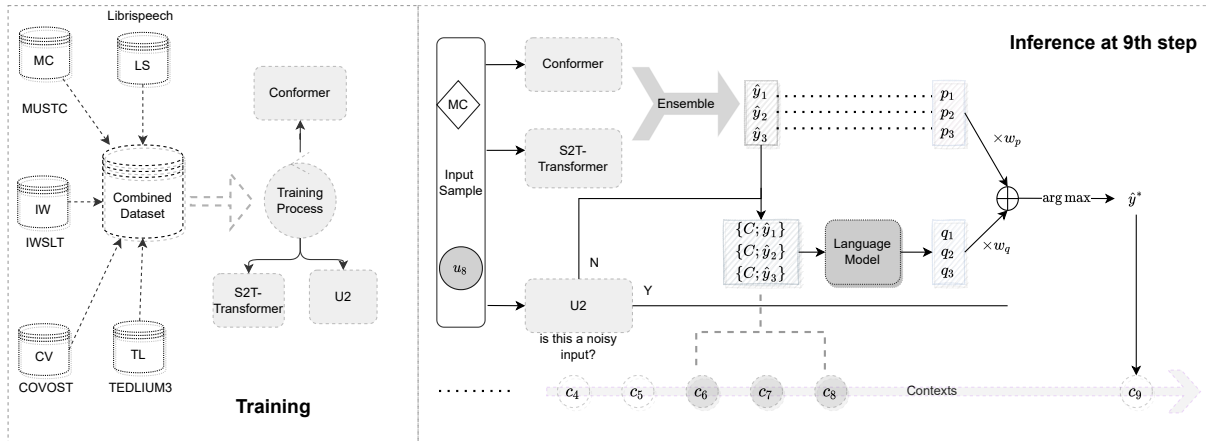 Librispeech
MC
LS
MUSTC
Conformer
Combined
Dataset
Training
Process
IW
IWSLT
S2T-
Transformer
U2
CV
TL
COVOST
TEDLIUM3
Training
Inference at 9th step
MC
Input
Sample
u₈
Conformer
S2T-
Transformer
Ensemble
ŷ₁
ŷ₂
ŷ₃
p₁
p₂
p₃
×wₚ
arg max
ŷ*
{C; ŷ₁}
{C; ŷ₂}
{C; ŷ₃}
Language
Model
q₁
q₂
q₃
×w_q
N
Y
U2
is this a noisy
input?
c₄
c₅
c₆
c₇
c₈
Contexts
c₉